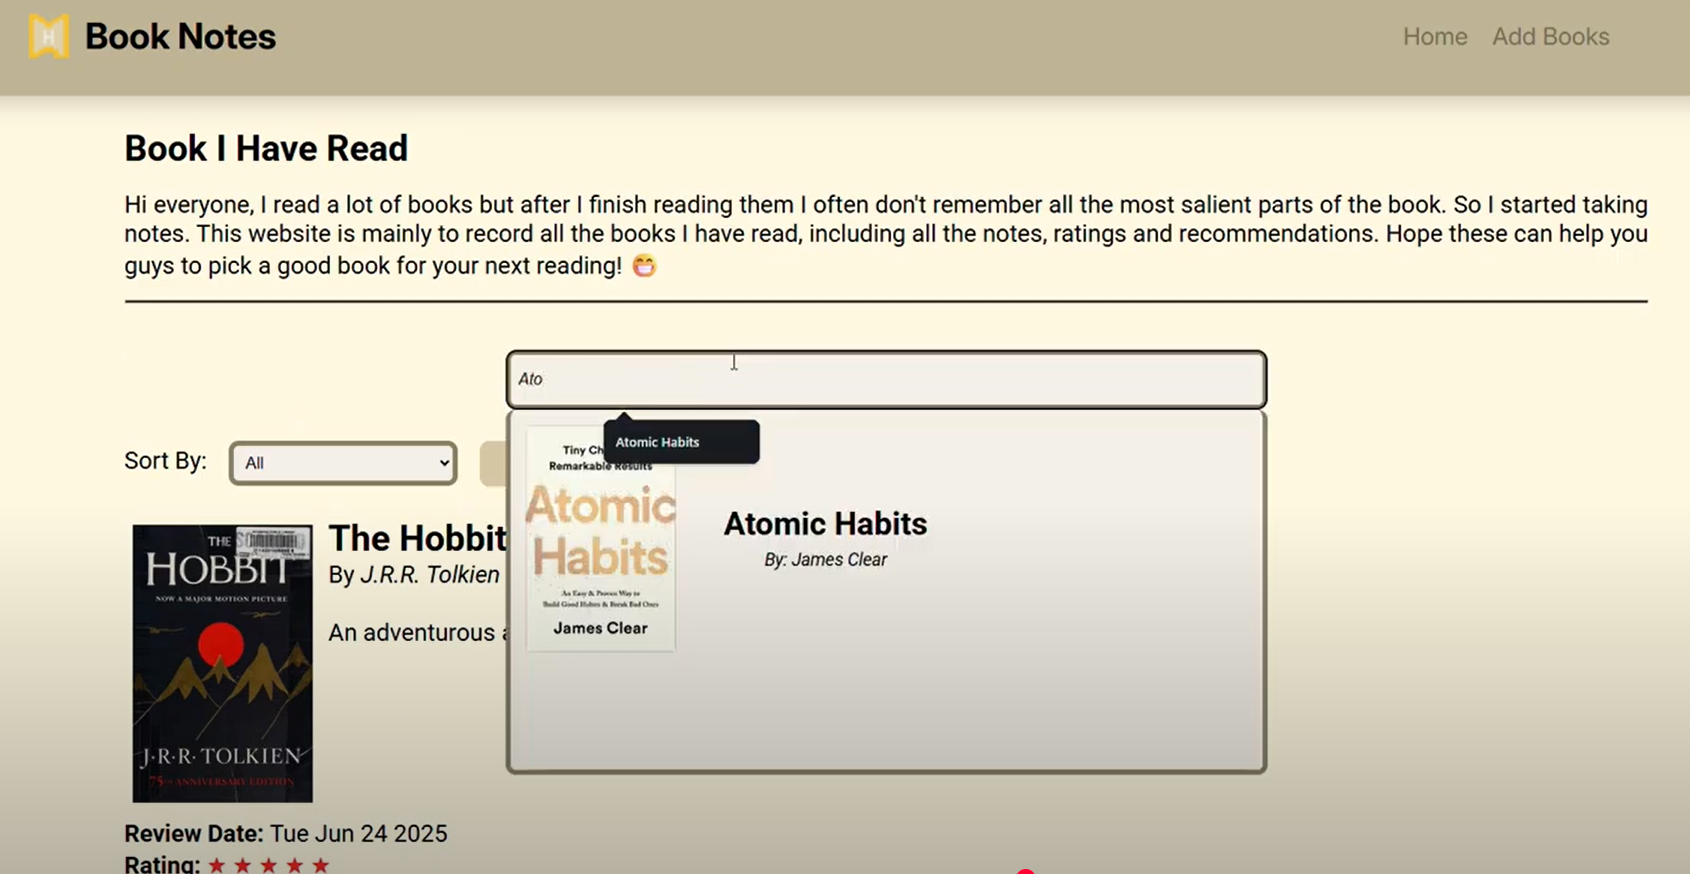 H
Book Notes
Home
Add Books
Book I Have Read
Hi everyone, I read a lot of books but after I finish reading them I often don't remember all the most salient parts of the book. So I started taking
notes. This website is mainly to record all the books I have read, including all the notes, ratings and recommendations. Hope these can help you
guys to pick a good book for your next reading! 😁
Ato
Atomic Habits
Tiny Ch
Remarkable Results
Atomic
Habits
An Easy & Proven Way to
Build Good Habits & Break Bad Ones
James Clear
Atomic Habits
By: James Clear
Sort By:
All
THE
HOBBIT
NOW A MAJOR MOTION PICTURE
J·R·R· TOLKIEN
75TH ANNIVERSARY EDITION
The Hobbit
By J.R.R. Tolkien
An adventurous
Review Date: Tue Jun 24 2025
Rating: ★ ★ ★ ★ ★